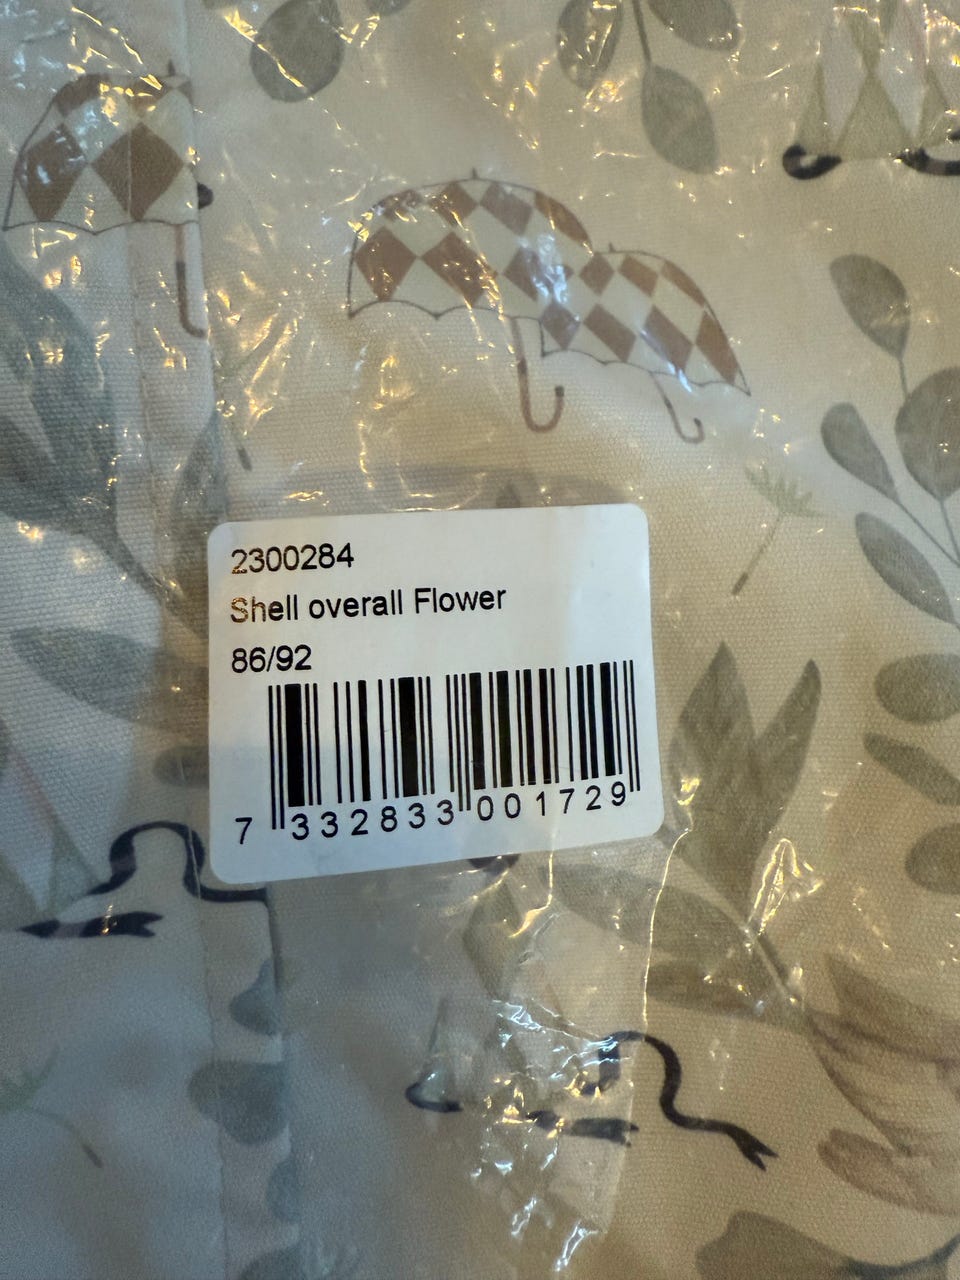 2300284
Shell overall Flower
86/92
7 332833 001729